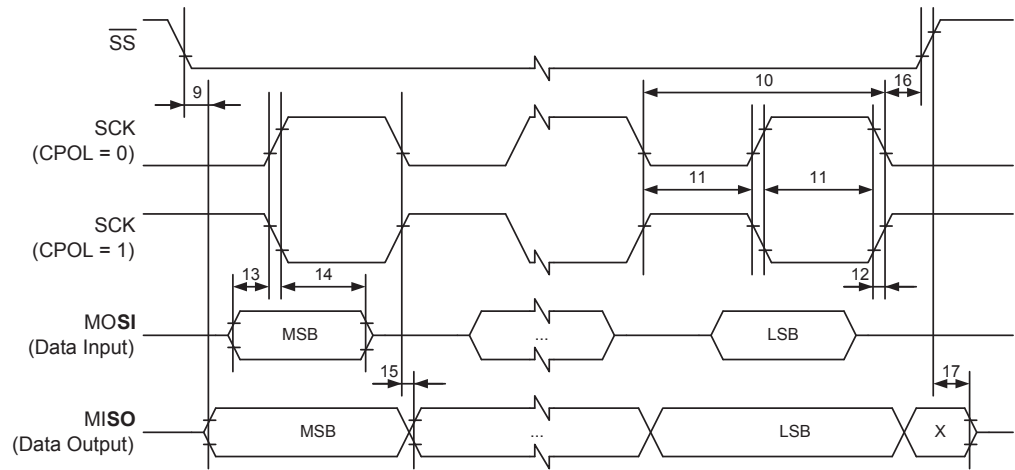 SS
9
10
16
SCK
(CPOL = 0)
11
11
SCK
(CPOL = 1)
13
14
12
MOSI
(Data Input)
MSB
...
LSB
15
17
MISO
(Data Output)
MSB
...
LSB
X